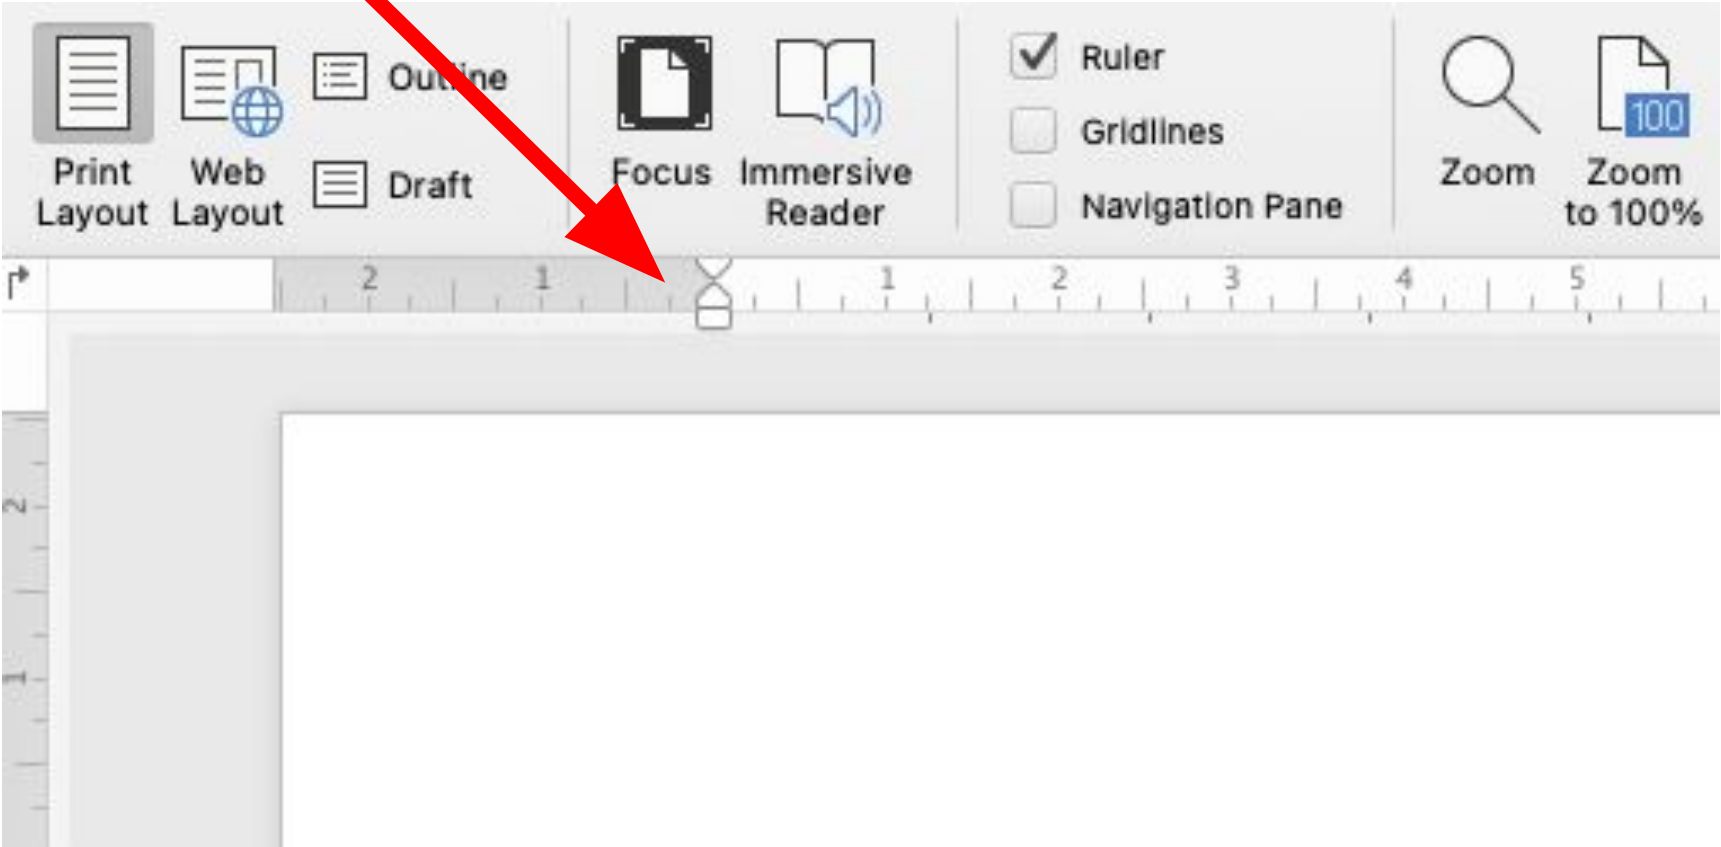 Outline
Draft
Print
Layout
Web
Layout
Focus
Immersive
Reader
Ruler
Gridlines
Navigation Pane
100
Zoom
Zoom
to 100%
2 1 1 2 3 4 5
2
1